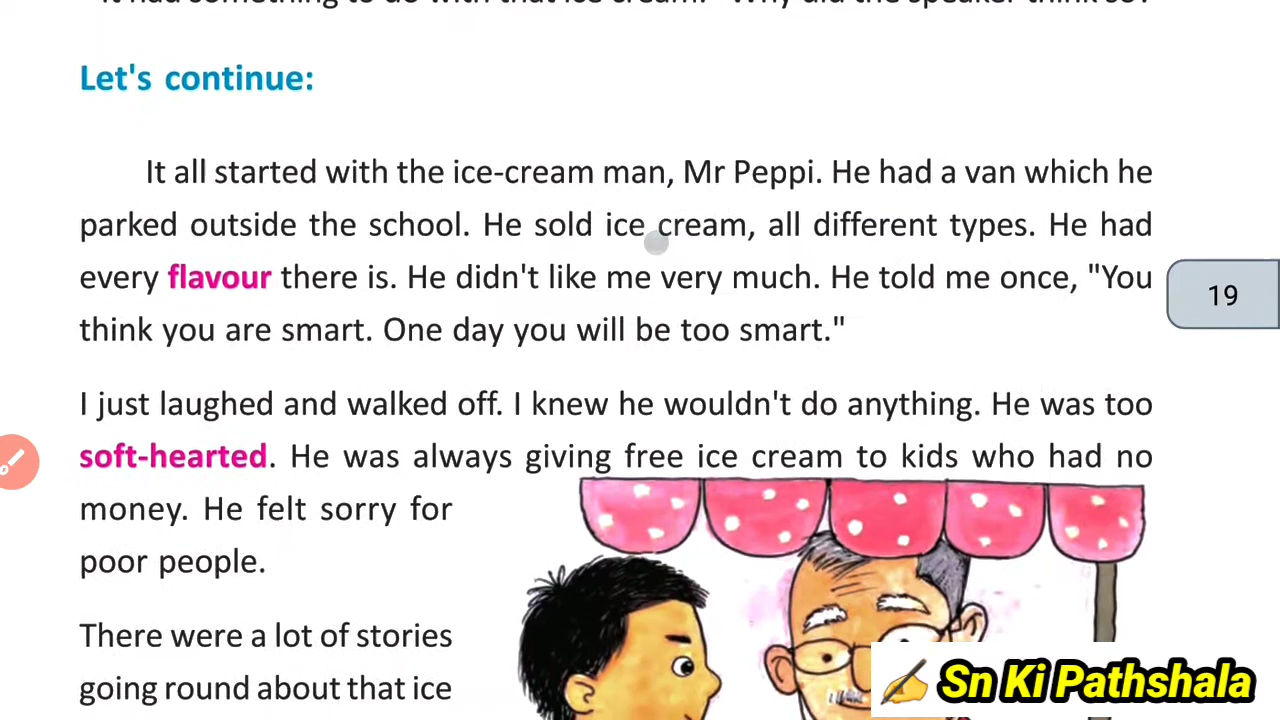 Let's continue:
It all started with the ice-cream man, Mr Peppi. He had a van which he
parked outside the school. He sold ice cream, all different types. He had
every flavour there is. He didn't like me very much. He told me once, "You
think you are smart. One day you will be too smart."
19
I just laughed and walked off. I knew he wouldn't do anything. He was too
soft-hearted. He was always giving free ice cream to kids who had no
money. He felt sorry for
poor people.
There were a lot of stories
going round about that ice
Sn Ki Pathshala